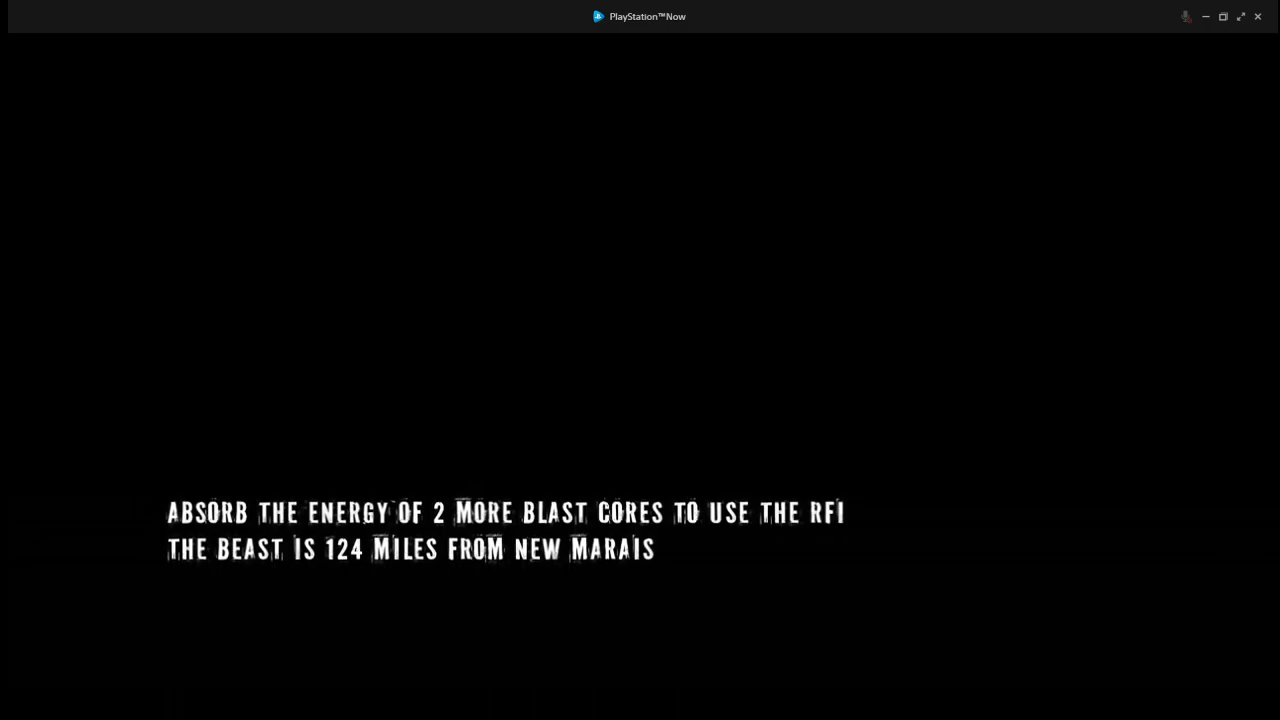 PlayStation™Now
ABSORB THE ENERGY OF 2 MORE BLAST CORES TO USE THE RFI
THE BEAST IS 124 MILES FROM NEW MARAIS